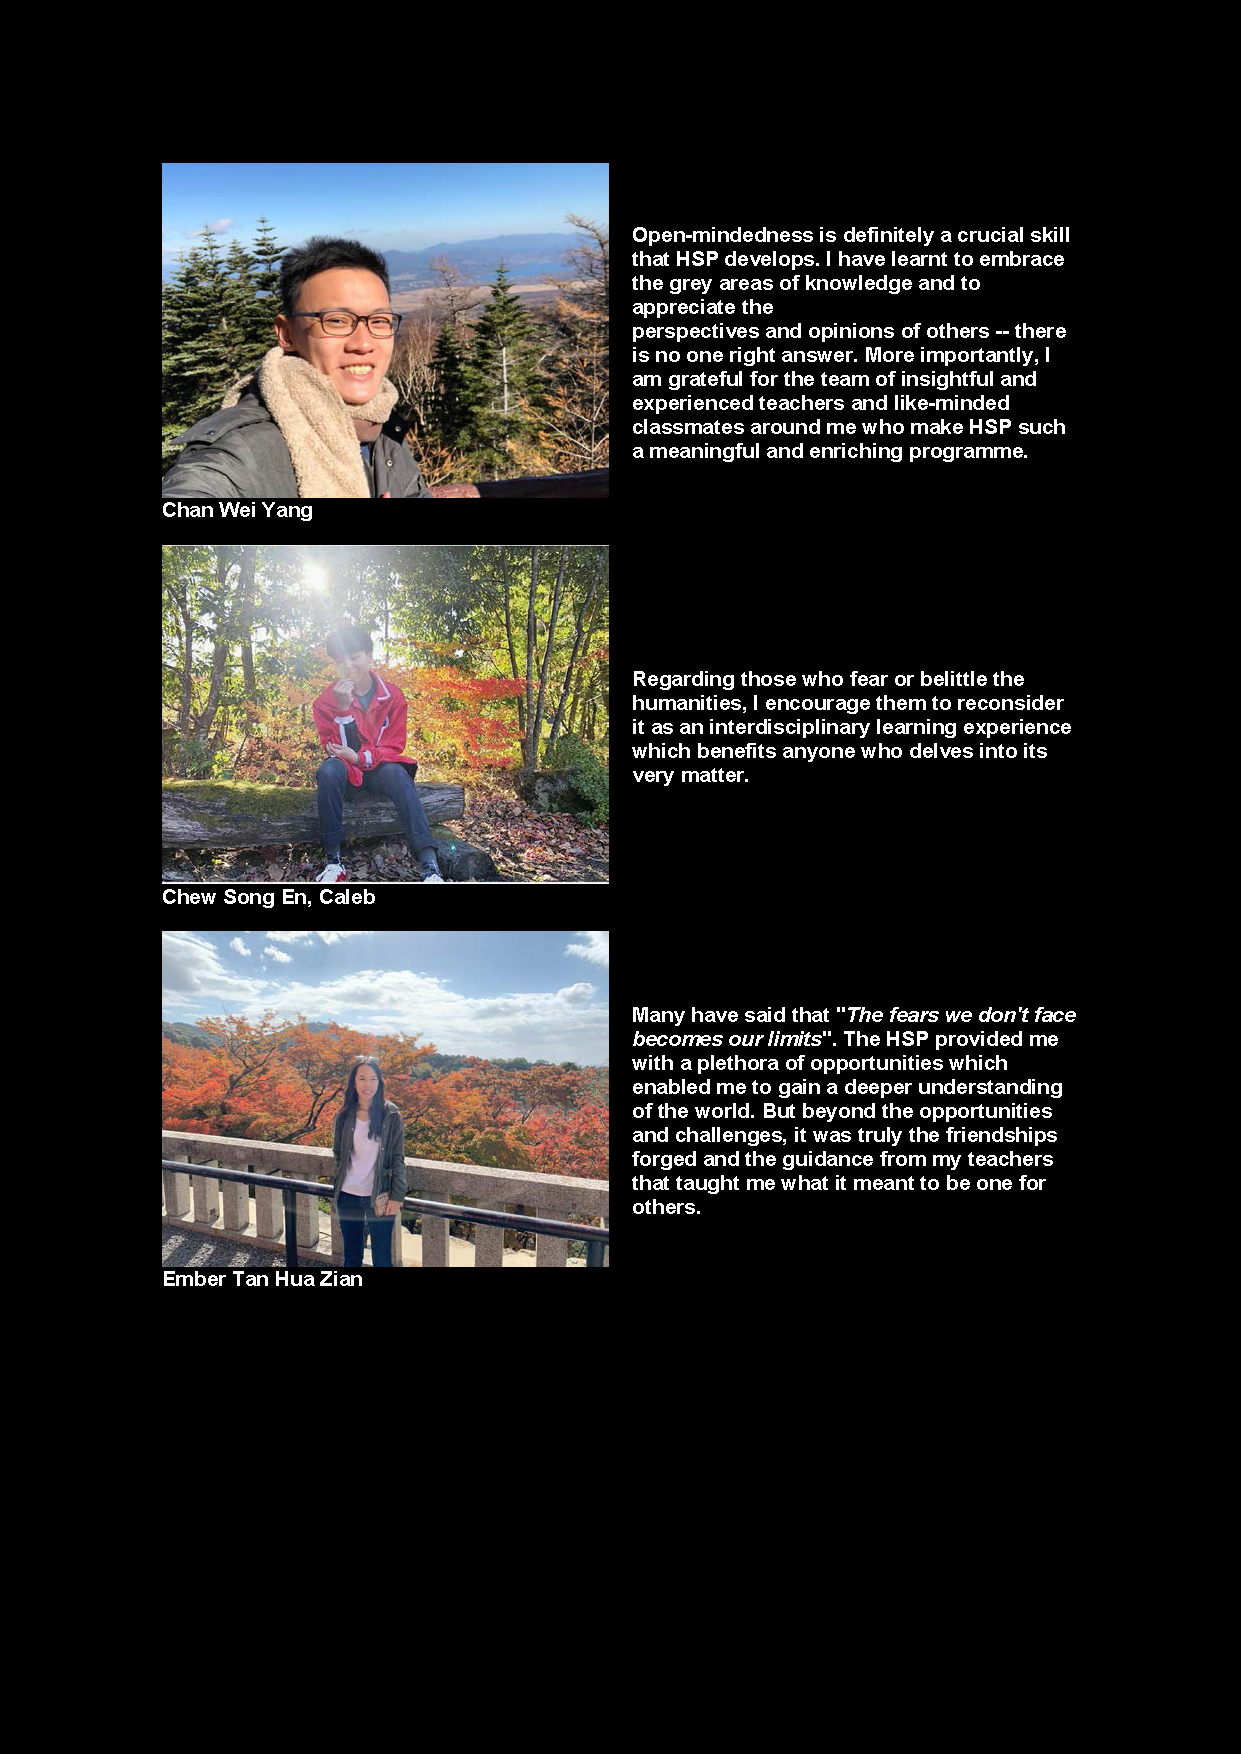 Open-mindedness is definitely a crucial skill
that HSP develops. I have learnt to embrace
the grey areas of knowledge and to
appreciate the
perspectives and opinions of others -- there
is no one right answer. More importantly, I
am grateful for the team of insightful and
experienced teachers and like-minded
classmates around me who make HSP such
a meaningful and enriching programme.
Chan Wei Yang
Regarding those who fear or belittle the
humanities, I encourage them to reconsider
it as an interdisciplinary learning experience
which benefits anyone who delves into its
very matter.
Chew Song En, Caleb
Many have said that "The fears we don't face
becomes our limits". The HSP provided me
with a plethora of opportunities which
enabled me to gain a deeper understanding
of the world. But beyond the opportunities
and challenges, it was truly the friendships
forged and the guidance from my teachers
that taught me what it meant to be one for
others.
Ember Tan Hua Zian